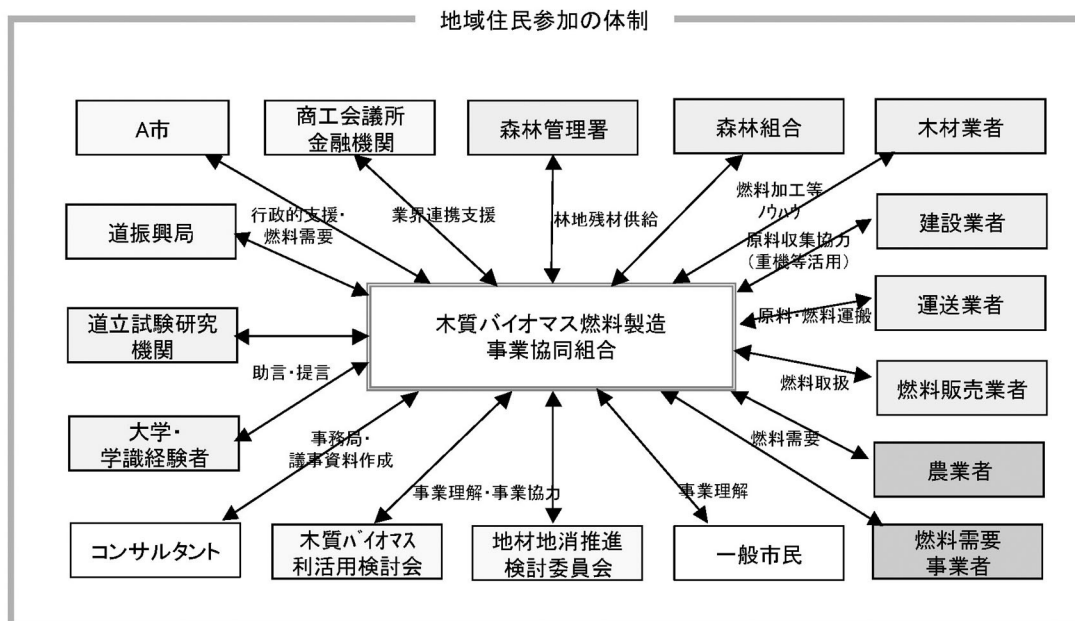 地域住民参加の体制
A市
商工会議所
金融機関
森林管理署
森林組合
木材業者
道振興局
行政的支援・
燃料需要
業界連携支援
林地残材供給
燃料加工等
ﾉｳﾊｳ
原料収集協力
(重機等活用)
建設業者
道立試験研究
機関
木質バイオマス燃料製造
事業協同組合
原料・燃料運搬
運送業者
助言・提言
燃料取扱
燃料販売業者
大学・
学識経験者
事務局・
議事資料作成
事業理解・事業協力
事業理解
燃料需要
農業者
コンサルタント
木質ﾊﾞｲｵﾏｽ
利活用検討会
地材地消推進
検討委員会
一般市民
燃料需要
事業者